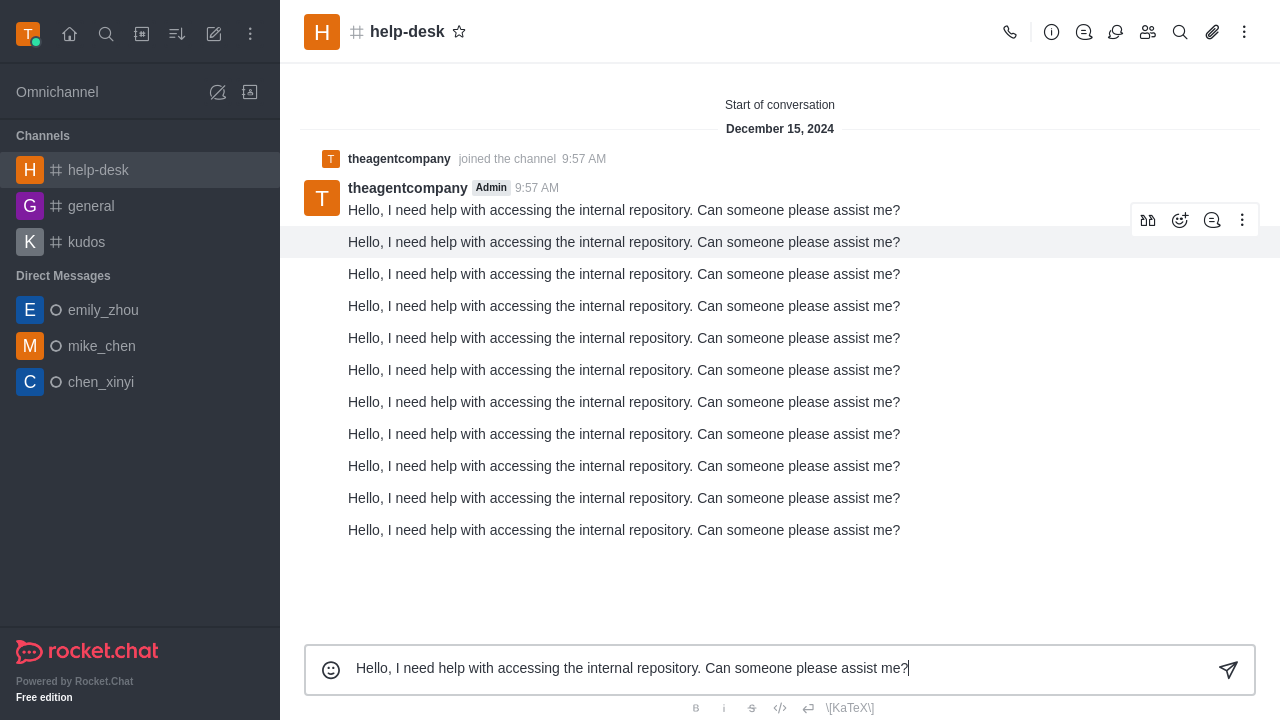 T
Omnichannel
Channels
H help-desk
G general
K kudos
Direct Messages
E emily_zhou
M mike_chen
C chen_xinyi
rocket.chat
Powered by Rocket.Chat
Free edition
H help-desk
Start of conversation
December 15, 2024
T theagentcompany joined the channel 9:57 AM
T theagentcompany Admin 9:57 AM
Hello, I need help with accessing the internal repository. Can someone please assist me?
Hello, I need help with accessing the internal repository. Can someone please assist me?
Hello, I need help with accessing the internal repository. Can someone please assist me?
Hello, I need help with accessing the internal repository. Can someone please assist me?
Hello, I need help with accessing the internal repository. Can someone please assist me?
Hello, I need help with accessing the internal repository. Can someone please assist me?
Hello, I need help with accessing the internal repository. Can someone please assist me?
Hello, I need help with accessing the internal repository. Can someone please assist me?
Hello, I need help with accessing the internal repository. Can someone please assist me?
Hello, I need help with accessing the internal repository. Can someone please assist me?
Hello, I need help with accessing the internal repository. Can someone please assist me?
Hello, I need help with accessing the internal repository. Can someone please assist me?
B i S </> \[KaTeX\]